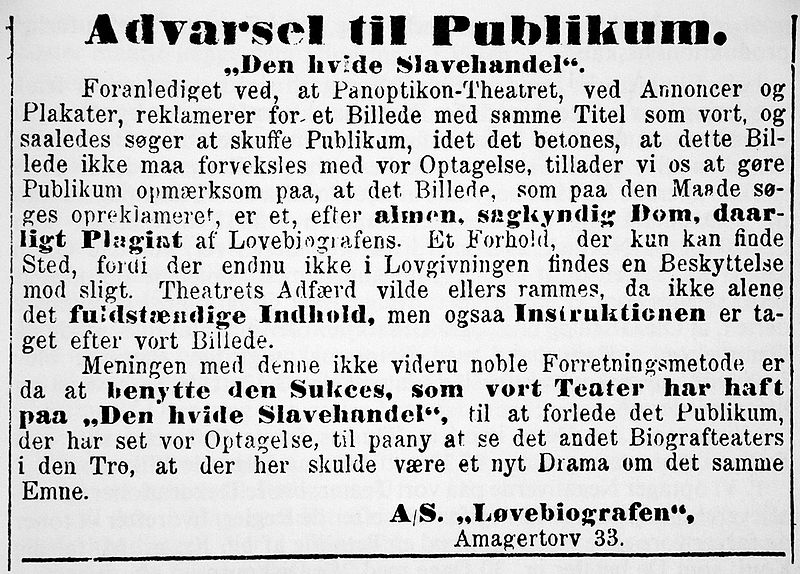 Advarsel til Publikum.
„Den hvide Slavehandel“.
Foranlediget ved, at Panoptikon-Theatret, ved Annoncer og
Plakater, reklamerer for et Billede med samme Titel som vort, og
saaledes søger at skuffe Publikum, idet det betones, at dette Bil-
lede ikke maa forveksles med vor Optagelse, tillader vi os at gøre
Publikum opmærksom paa, at det Billede, som paa den Maade sø-
ges opreklameret, er et, efter almen, sagkyndig Dom, daar-
ligt Plagiat af Løvebiografens. Et Forhold, der kun kan finde
Sted, fordi der endnu ikke i Lovgivningen findes en Beskyttelse
mod sligt. Theatrets Adfærd vilde ellers rammes, da ikke alene
det fuldstændige Indhold, men ogsaa Instruktionen er ta-
get efter vort Billede.
Meningen med denne ikke videru noble Forretningsmetode er
da at benytte den Sukces, som vort Teater har haft
paa „Den hvide Slavehandel“, til at forlede det Publikum,
der har set vor Optagelse, til paany at se det andet Biografteaters
i den Tro, at der her skulde være et nyt Drama om det samme
Emne.
A/S. „Løvebiografen“,
Amagertorv 33.